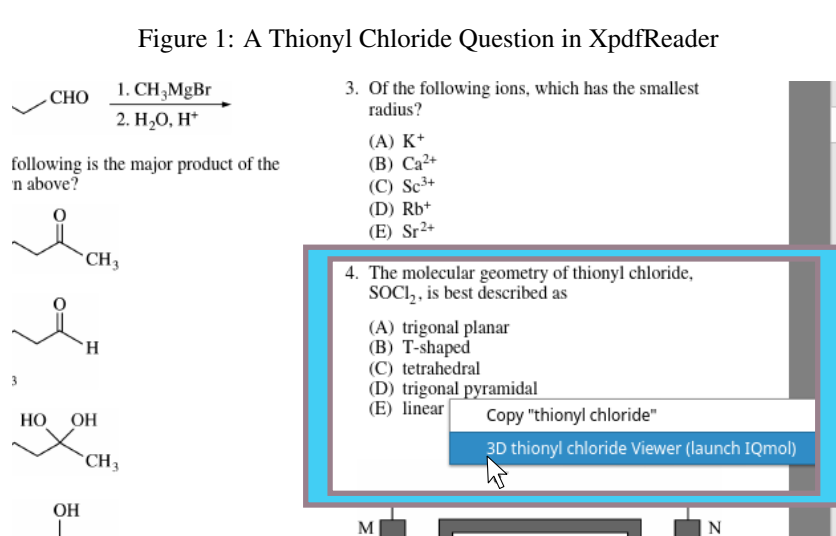 Figure 1: A Thionyl Chloride Question in XpdfReader
CHO
1. CH₃MgBr
2. H₂O, H⁺
following is the major product of the
n above?
O
CH₃
O
H
3
HO OH
CH₃
OH
3. Of the following ions, which has the smallest
radius?
(A) K⁺
(B) Ca²⁺
(C) Sc³⁺
(D) Rb⁺
(E) Sr²⁺
4. The molecular geometry of thionyl chloride,
SOCl₂, is best described as
(A) trigonal planar
(B) T-shaped
(C) tetrahedral
(D) trigonal pyramidal
(E) linear
Copy "thionyl chloride"
3D thionyl chloride Viewer (launch IQmol)
M
N